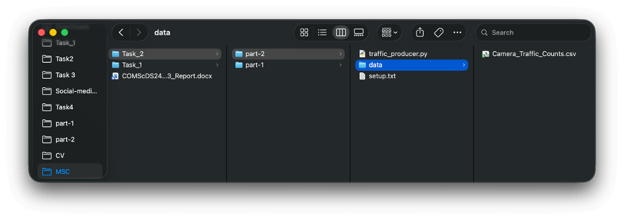 data
Search
Task_1
Task2
Task 3
Social-medi...
Task4
part-1
part-2
CV
MSC
Task_2
Task_1
COMScDS24...3_Report.docx
part-2
part-1
traffic_producer.py
data
setup.txt
Camera_Traffic_Counts.csv